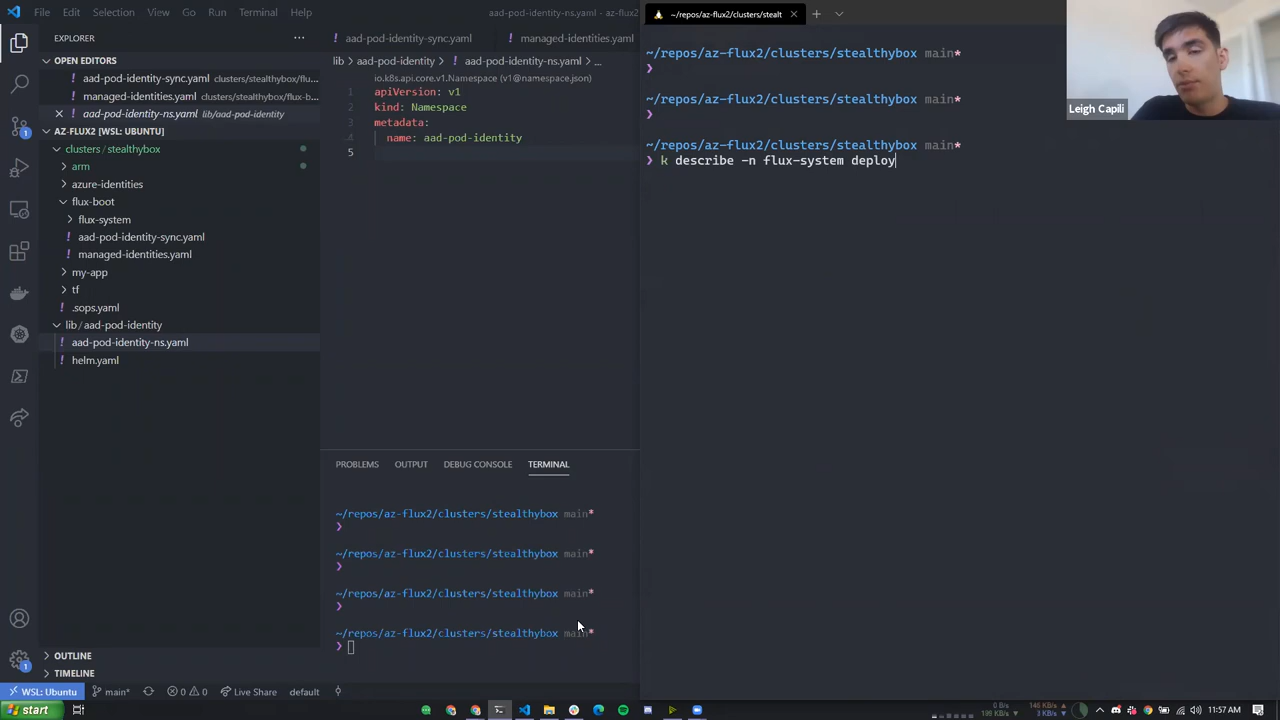 File Edit Selection View Go Run Terminal Help
aad-pod-identity-ns.yaml - az-flux2
EXPLORER
OPEN EDITORS
aad-pod-identity-sync.yaml clusters/stealthybox/flu...
managed-identities.yaml clusters/stealthybox/flux-b...
aad-pod-identity-ns.yaml lib/aad-pod-identity
AZ-FLUX2 [WSL: UBUNTU]
clusters / stealthybox
arm
azure-identities
flux-boot
flux-system
aad-pod-identity-sync.yaml
managed-identities.yaml
my-app
tf
.sops.yaml
lib / aad-pod-identity
aad-pod-identity-ns.yaml
helm.yaml
OUTLINE
TIMELINE
aad-pod-identity-sync.yaml managed-identities.yaml
lib > aad-pod-identity > aad-pod-identity-ns.yaml > ...
io.k8s.api.core.v1.Namespace (v1@namespace.json)
1 apiVersion: v1
2 kind: Namespace
3 metadata:
4 name: aad-pod-identity
5
PROBLEMS OUTPUT DEBUG CONSOLE TERMINAL
~/repos/az-flux2/clusters/stealthybox main*
❯
~/repos/az-flux2/clusters/stealthybox main*
❯
~/repos/az-flux2/clusters/stealthybox main*
❯
~/repos/az-flux2/clusters/stealthybox main*
❯
~/repos/az-flux2/clusters/stealt
~/repos/az-flux2/clusters/stealthybox main*
❯
~/repos/az-flux2/clusters/stealthybox main*
❯
~/repos/az-flux2/clusters/stealthybox main*
❯ k describe -n flux-system deploy
Leigh Capili
WSL: Ubuntu main* 0 0 Live Share default
start
146 KB/s
199 KB/s 3 KB/s
11:57 AM